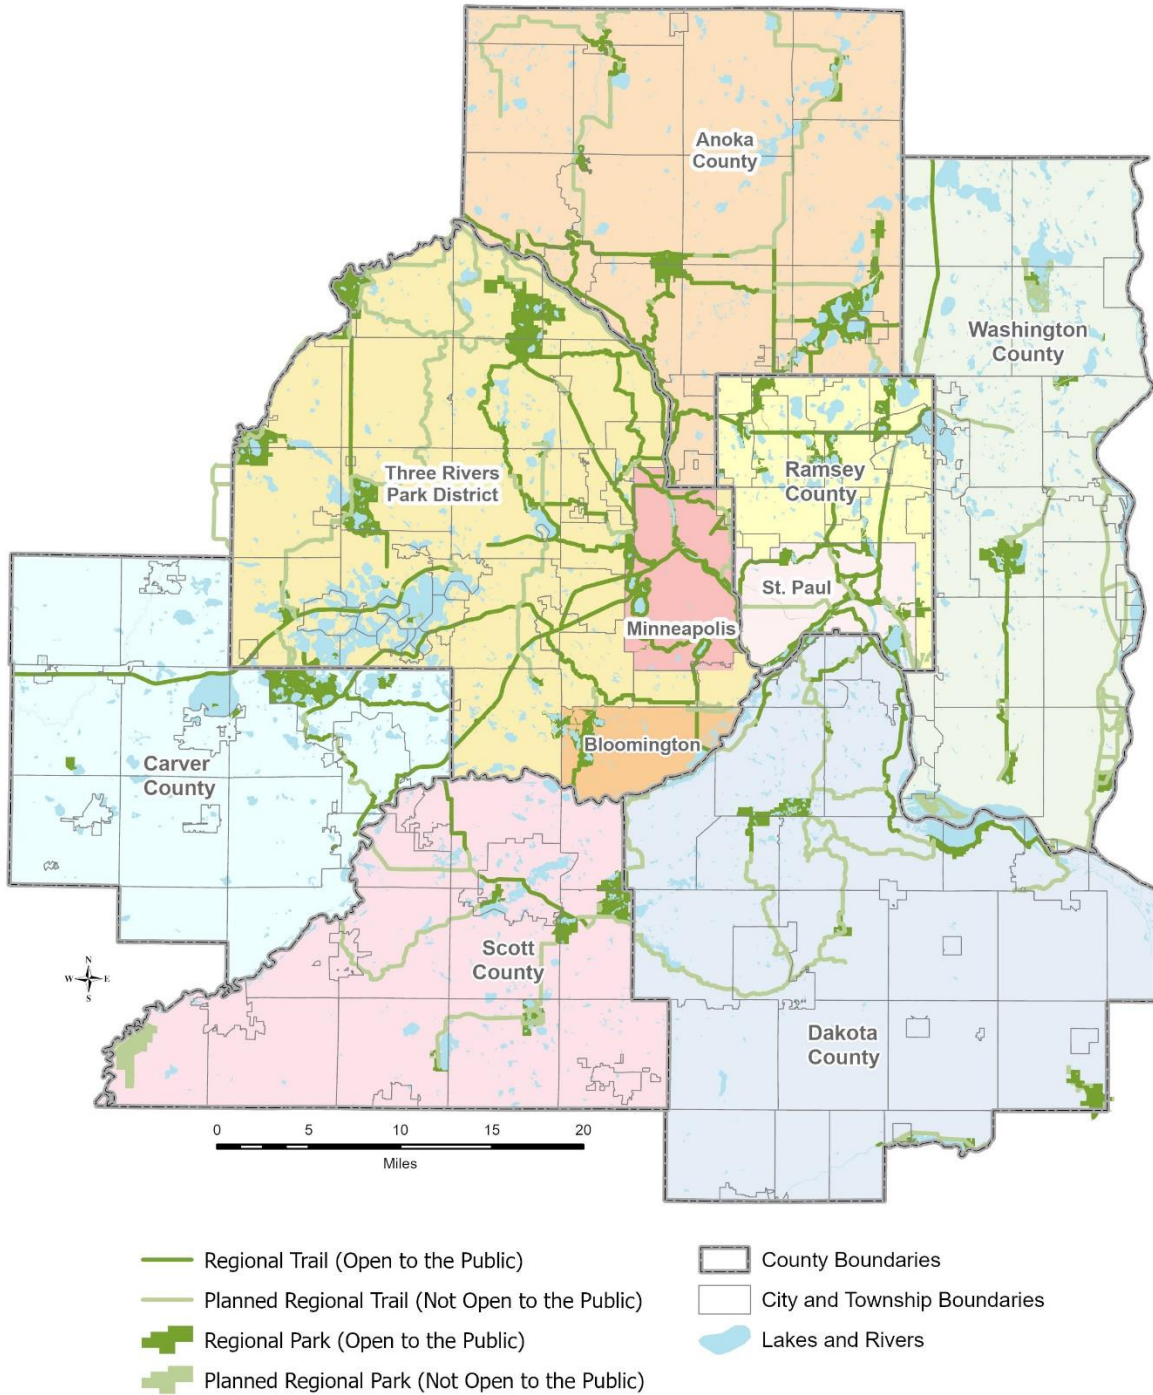 Anoka
County
Washington
County
Three Rivers
Park District
Ramsey
County
St. Paul
Minneapolis
Bloomington
Carver
County
Scott
County
N
W E
S
Dakota
County
0 5 10 15 20
Miles
Regional Trail (Open to the Public)
Planned Regional Trail (Not Open to the Public)
Regional Park (Open to the Public)
Planned Regional Park (Not Open to the Public)
County Boundaries
City and Township Boundaries
Lakes and Rivers